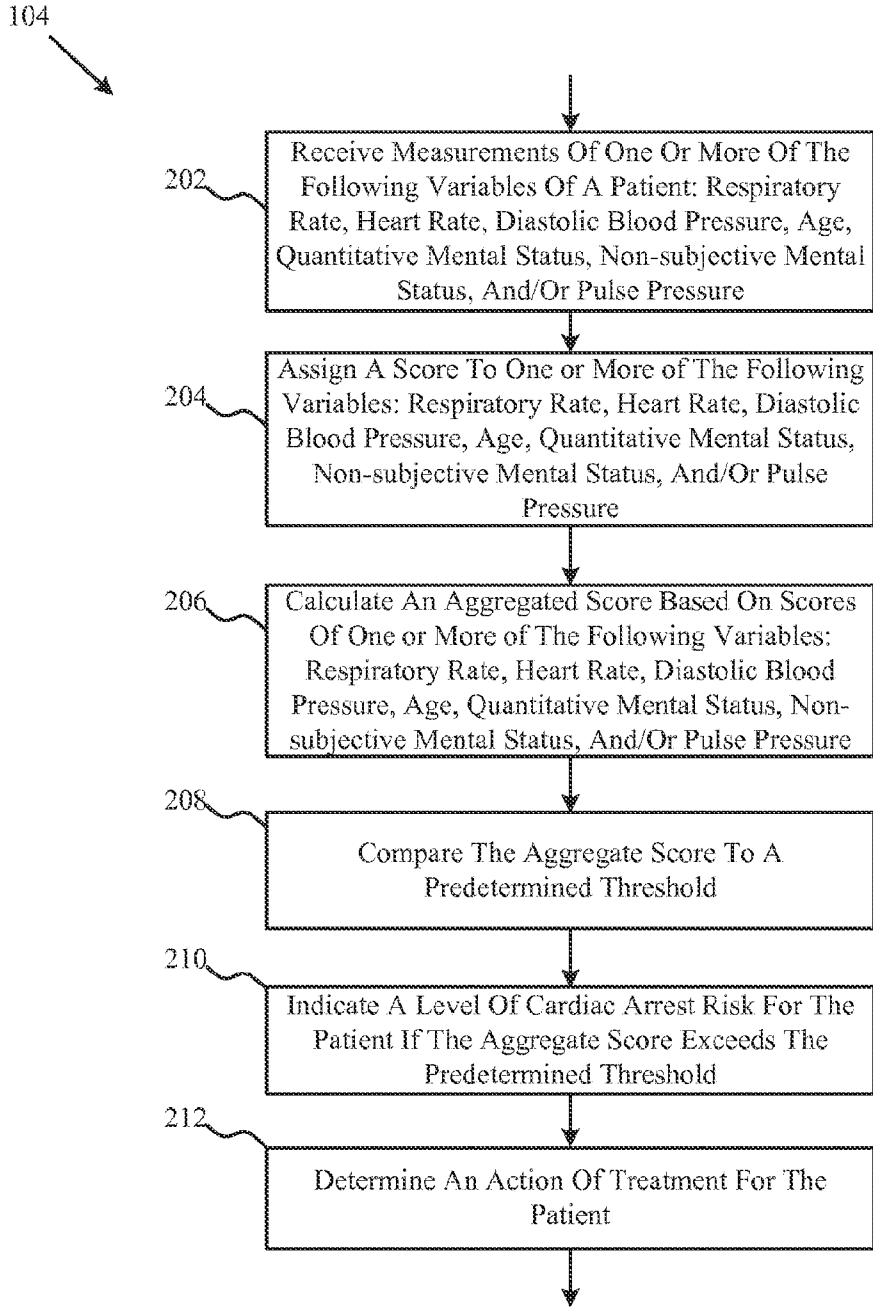 104
202
Receive Measurements Of One Or More Of The
Following Variables Of A Patient: Respiratory
Rate, Heart Rate, Diastolic Blood Pressure, Age,
Quantitative Mental Status, Non-subjective Mental
Status, And/Or Pulse Pressure
204
Assign A Score To One or More of The Following
Variables: Respiratory Rate, Heart Rate, Diastolic
Blood Pressure, Age, Quantitative Mental Status,
Non-subjective Mental Status, And/Or Pulse
Pressure
206
Calculate An Aggregated Score Based On Scores
Of One or More of The Following Variables:
Respiratory Rate, Heart Rate, Diastolic Blood
Pressure, Age, Quantitative Mental Status, Non-
subjective Mental Status, And/Or Pulse Pressure
208
Compare The Aggregate Score To A
Predetermined Threshold
210
Indicate A Level Of Cardiac Arrest Risk For The
Patient If The Aggregate Score Exceeds The
Predetermined Threshold
212
Determine An Action Of Treatment For The
Patient